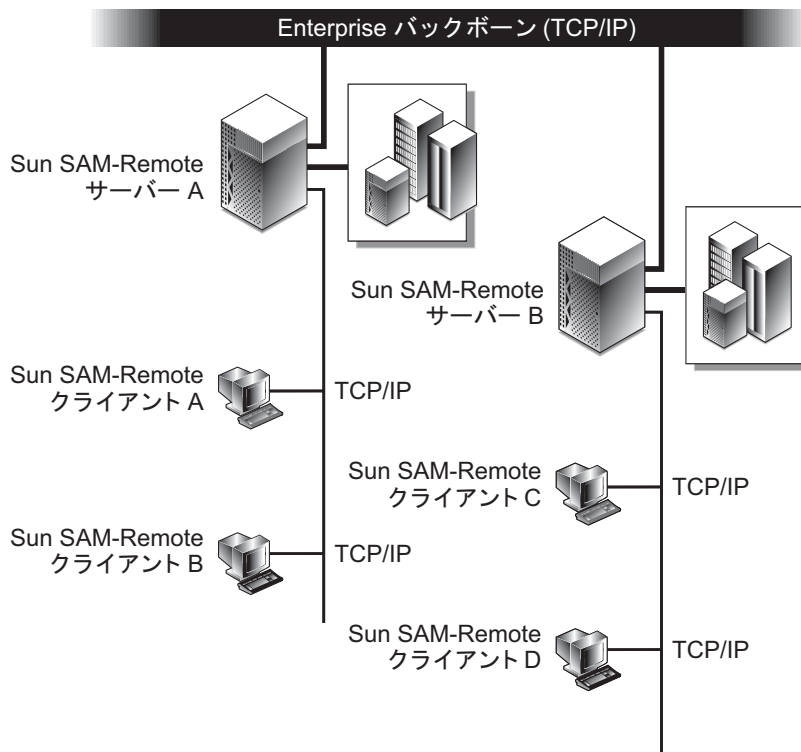 Enterprise バックボーン (TCP/IP)
Sun SAM-Remote
サーバー A
Sun SAM-Remote
サーバー B
Sun SAM-Remote
クライアント A
TCP/IP
Sun SAM-Remote
クライアント C
TCP/IP
Sun SAM-Remote
クライアント B
TCP/IP
Sun SAM-Remote
クライアント D
TCP/IP